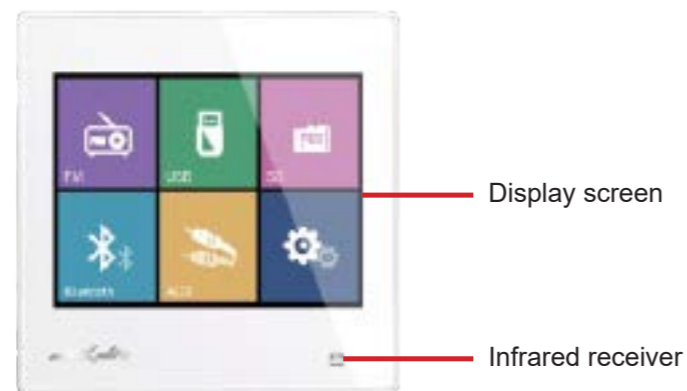 FM
USB
SD
Display screen
Bluetooth
AUX
Infrared receiver